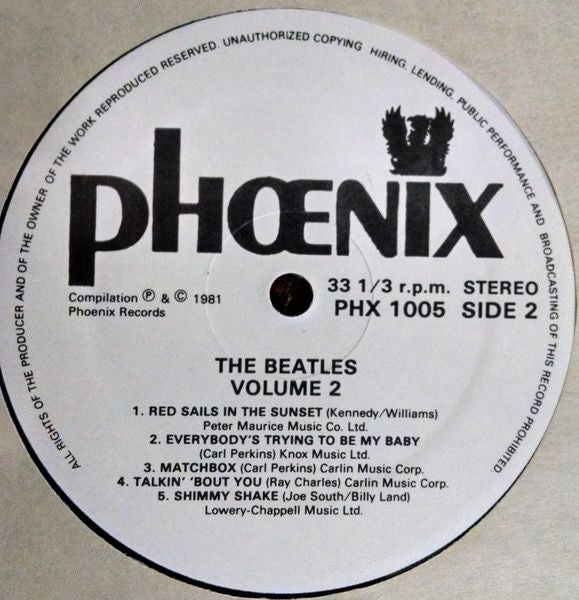 ALL RIGHTS OF THE PRODUCER AND OF THE OWNER OF THE WORK REPRODUCED RESERVED. UNAUTHORIZED COPYING HIRING, LENDING, PUBLIC PERFORMANCE AND BROADCASTING OF THIS RECORD PROHIBITED.
phŒNIX
Compilation Ⓟ & © 1981
Phoenix Records
33 1/3 r.p.m. STEREO
PHX 1005 SIDE 2
THE BEATLES
VOLUME 2
1. RED SAILS IN THE SUNSET (Kennedy/Williams)
Peter Maurice Music Co. Ltd.
2. EVERYBODY'S TRYING TO BE MY BABY
(Carl Perkins) Knox Music Ltd.
3. MATCHBOX (Carl Perkins) Carlin Music Corp.
4. TALKIN' 'BOUT YOU (Ray Charles) Carlin Music Corp.
5. SHIMMY SHAKE (Joe South/Billy Land)
Lowery-Chappell Music Ltd.